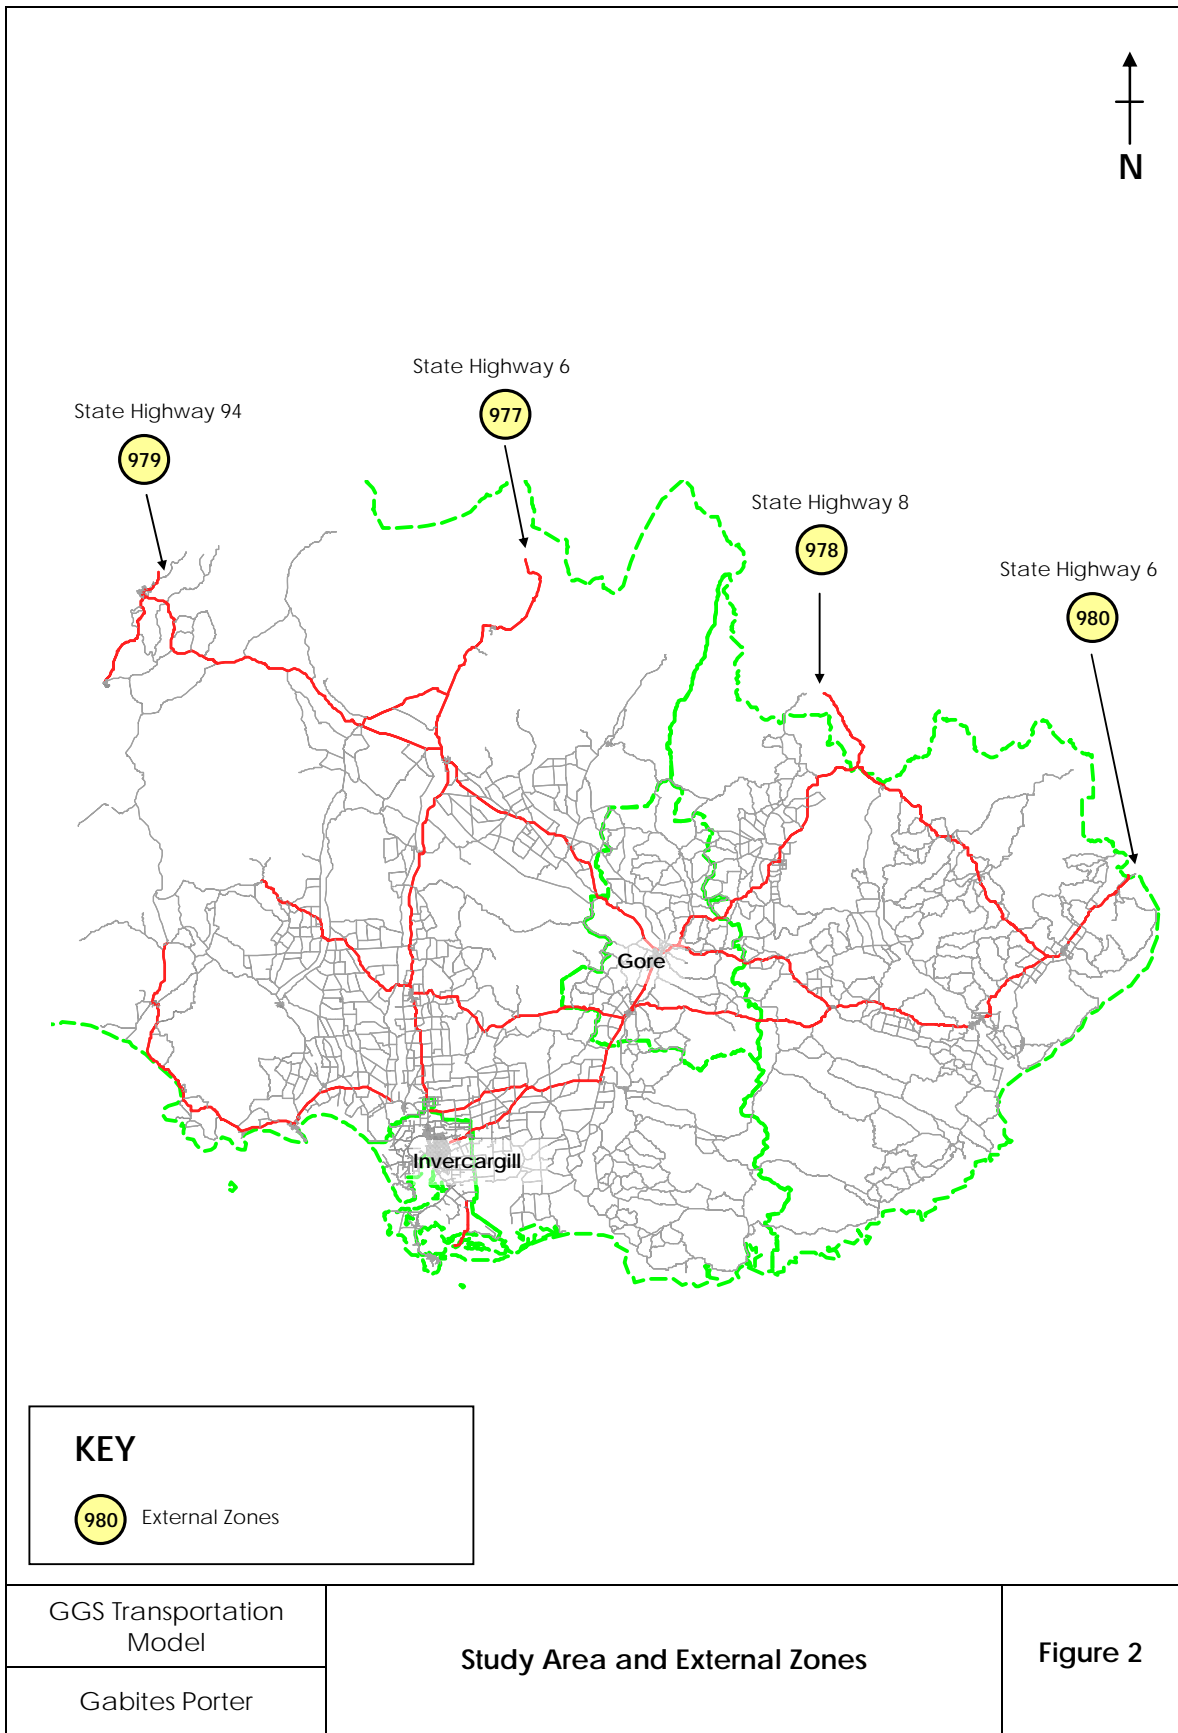 N
State Highway 6
977
State Highway 94
979
State Highway 8
978
State Highway 6
980
Gore
Invercargill
KEY
980 External Zones
GGS Transportation
Model
Gabites Porter
Study Area and External Zones
Figure 2